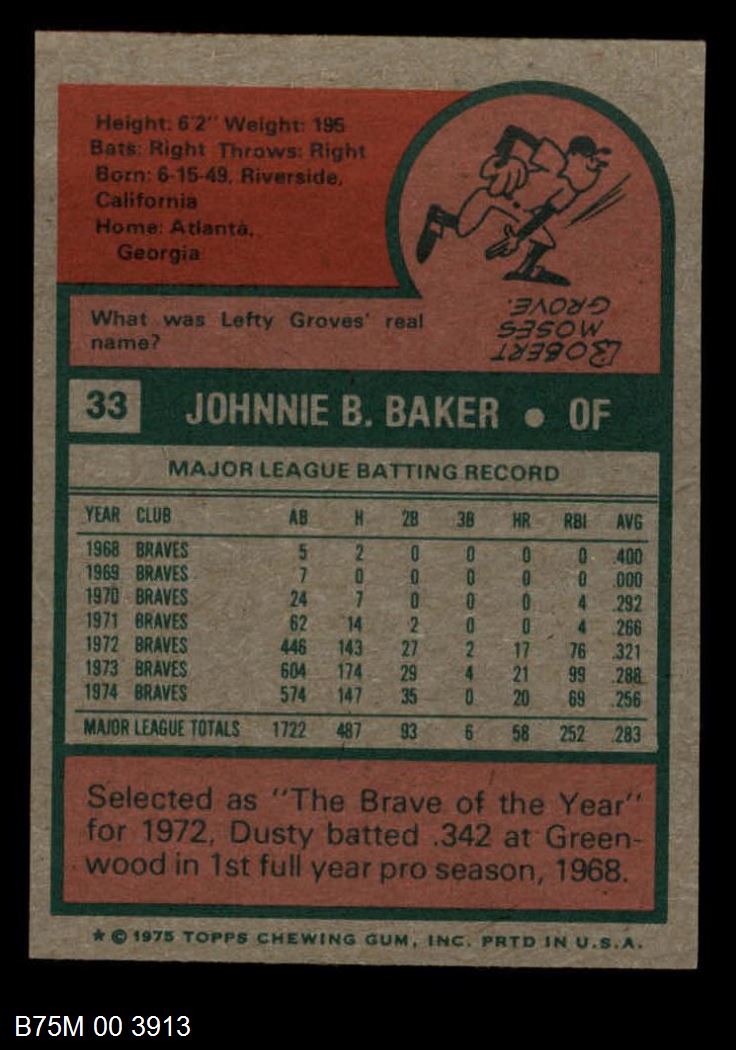 Height: 6'2" Weight: 195
Bats: Right Throws: Right
Born: 6-15-49, Riverside,
California
Home: Atlanta,
Georgia
What was Lefty Groves' real
name?
ROBERT
MOSES
GROVE.
33 JOHNNIE B. BAKER • OF
MAJOR LEAGUE BATTING RECORD
YEAR CLUB AB H 2B 3B HR RBI AVG
1968 BRAVES 5 2 0 0 0 0 .400
1969 BRAVES 7 0 0 0 0 0 .000
1970 BRAVES 24 7 0 0 0 4 .292
1971 BRAVES 62 14 2 0 0 4 .266
1972 BRAVES 446 143 27 2 17 76 .321
1973 BRAVES 604 174 29 4 21 99 .288
1974 BRAVES 574 147 35 0 20 69 .256
MAJOR LEAGUE TOTALS 1722 487 93 6 58 252 .283
Selected as "The Brave of the Year"
for 1972, Dusty batted .342 at Green-
wood in 1st full year pro season, 1968.
★ © 1975 TOPPS CHEWING GUM, INC. PRTD IN U.S.A.
B75M 00 3913